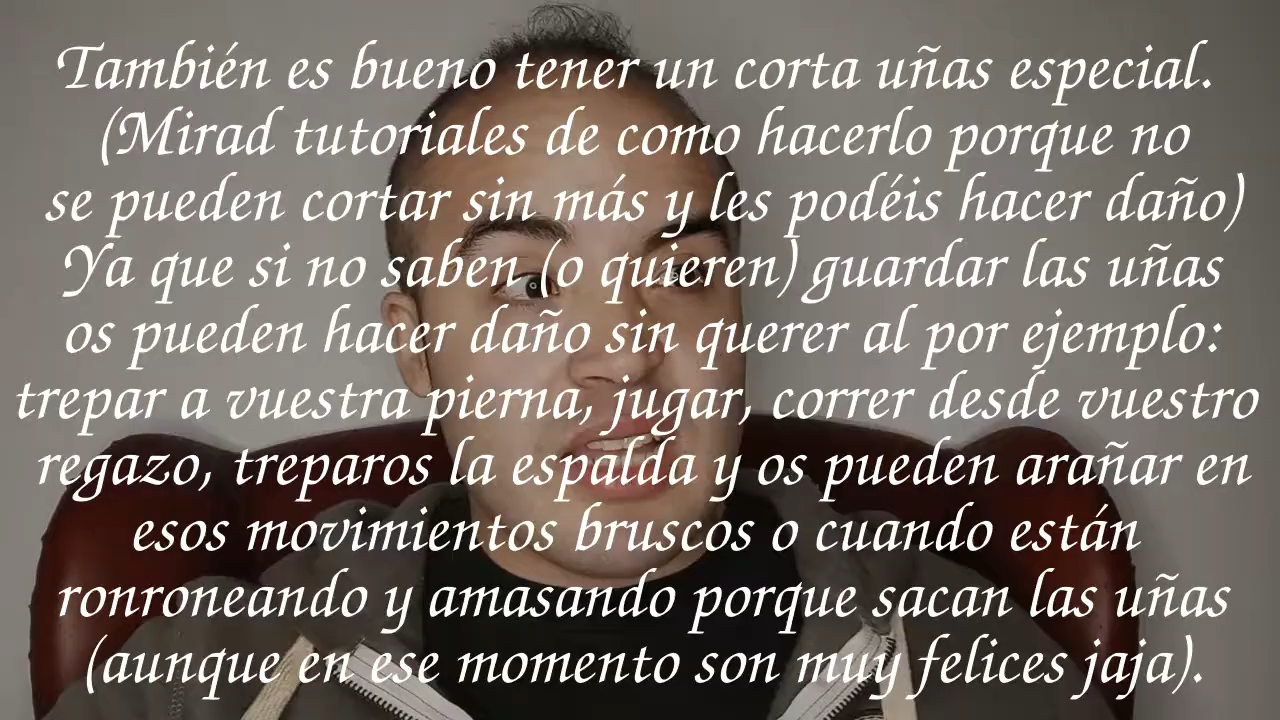 También es bueno tener un corta uñas especial.
(Mirad tutoriales de como hacerlo porque no
se pueden cortar sin más y les podéis hacer daño)
Ya que si no saben (o quieren) guardar las uñas
os pueden hacer daño sin querer al por ejemplo:
trepar a vuestra pierna, jugar, correr desde vuestro
regazo, treparos la espalda y os pueden arañar en
esos movimientos bruscos o cuando están
ronroneando y amasando porque sacan las uñas
(aunque en ese momento son muy felices jaja).